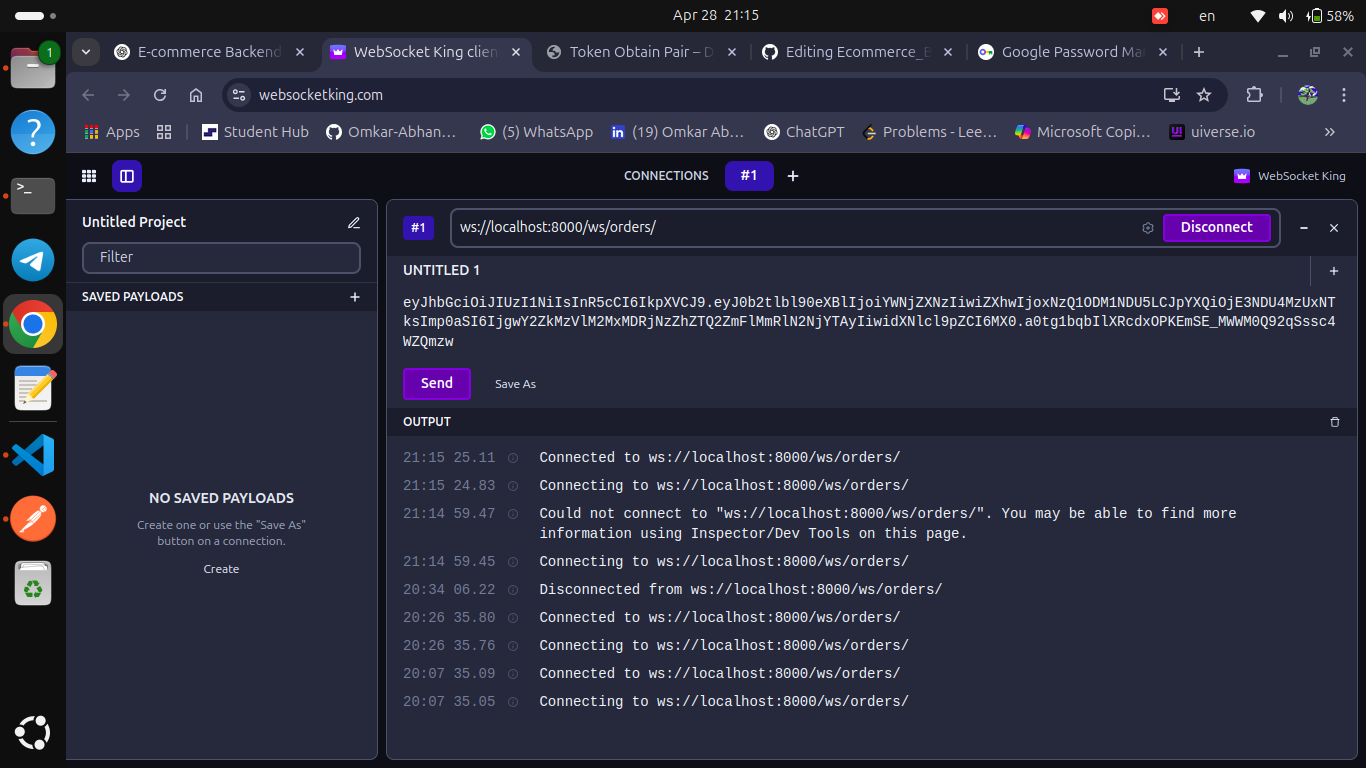 Apr 28 21:15
en
58%
1
E-commerce Backend
WebSocket King clien
Token Obtain Pair – D
Editing Ecommerce_B
Google Password Ma
websocketking.com
Apps
Student Hub
Omkar-Abhan...
(5) WhatsApp
(19) Omkar Ab...
ChatGPT
Problems - Lee...
Microsoft Copi...
uiverse.io
CONNECTIONS
#1
WebSocket King
Untitled Project
Filter
SAVED PAYLOADS
NO SAVED PAYLOADS
Create one or use the "Save As"
button on a connection.
Create
#1
ws://localhost:8000/ws/orders/
Disconnect
UNTITLED 1
eyJhbGciOiJIUzI1NiIsInR5cCI6IkpXVCJ9.eyJ0b2tlbl90eXBlIjoiYWNjZXNzIiwiZXhwIjoxNzQ1ODM1NDU5LCJpYXQiOjE3NDU4MzUxNT
ksImp0aSI6IjgwY2ZkMzVlM2MxMDRjNzZhZTQ2ZmFlMmRlN2NjYTAyIiwidXNlcl9pZCI6MX0.a0tg1bqbIlXRcdxOPKEmSE_MWWM0Q92qSssc4
WZQmzw
Send
Save As
OUTPUT
21:15 25.11 Connected to ws://localhost:8000/ws/orders/
21:15 24.83 Connecting to ws://localhost:8000/ws/orders/
21:14 59.47 Could not connect to "ws://localhost:8000/ws/orders/". You may be able to find more
information using Inspector/Dev Tools on this page.
21:14 59.45 Connecting to ws://localhost:8000/ws/orders/
20:34 06.22 Disconnected from ws://localhost:8000/ws/orders/
20:26 35.80 Connected to ws://localhost:8000/ws/orders/
20:26 35.76 Connecting to ws://localhost:8000/ws/orders/
20:07 35.09 Connected to ws://localhost:8000/ws/orders/
20:07 35.05 Connecting to ws://localhost:8000/ws/orders/